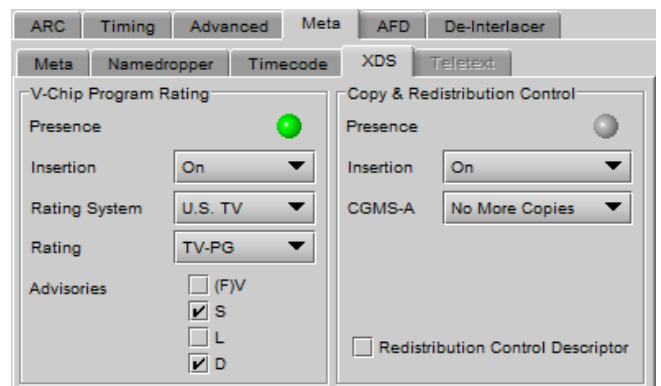 ARC Timing Advanced Meta AFD De-Interlacer
Meta Namedropper Timecode XDS Teletext
V-Chip Program Rating
Presence
Insertion On
Rating System U.S. TV
Rating TV-PG
Advisories (F)V
S
L
D
Copy & Redistribution Control
Presence
Insertion On
CGMS-A No More Copies
Redistribution Control Descriptor